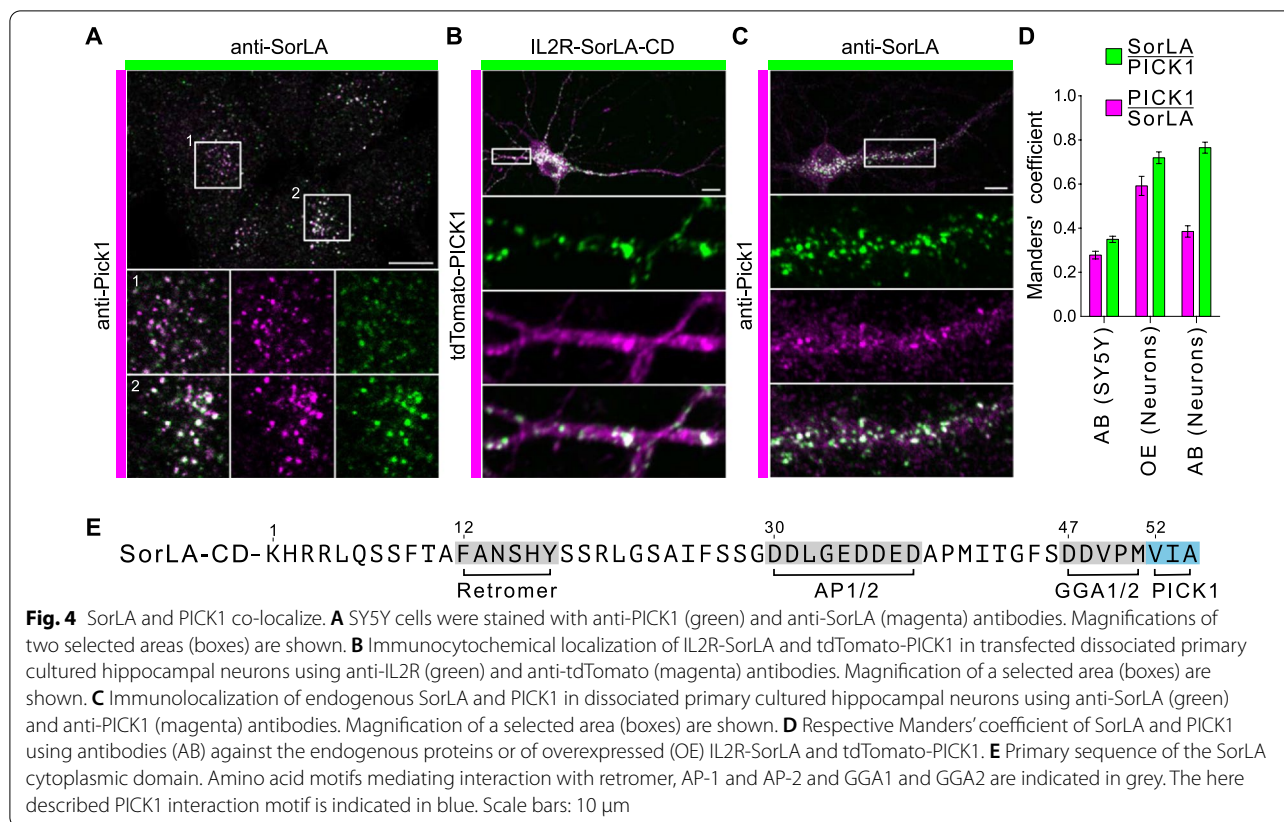 A
anti-SorLA
anti-Pick1
1
2
1
2
B
IL2R-SorLA-CD
tdTomato-PICK1
C
anti-SorLA
anti-Pick1
D
SorLA
PICK1
PICK1
SorLA
Manders' coefficient
1.0
0.8
0.6
0.4
0.2
0.0
AB (SY5Y)
OE (Neurons)
AB (Neurons)
E
1 12 30 47 52
SorLA-CD-KHRRLQSSFTAFANSHYSSRLGSAIFSSGDDLGEDDEDAPMITGFSDDVPMVIA
Retromer AP1/2 GGA1/2 PICK1
Fig. 4 SorLA and PICK1 co-localize. A SY5Y cells were stained with anti-PICK1 (green) and anti-SorLA (magenta) antibodies. Magnifications of
two selected areas (boxes) are shown. B Immunocytochemical localization of IL2R-SorLA and tdTomato-PICK1 in transfected dissociated primary
cultured hippocampal neurons using anti-IL2R (green) and anti-tdTomato (magenta) antibodies. Magnification of a selected area (boxes) are
shown. C Immunolocalization of endogenous SorLA and PICK1 in dissociated primary cultured hippocampal neurons using anti-SorLA (green)
and anti-PICK1 (magenta) antibodies. Magnification of a selected area (boxes) are shown. D Respective Manders' coefficient of SorLA and PICK1
using antibodies (AB) against the endogenous proteins or of overexpressed (OE) IL2R-SorLA and tdTomato-PICK1. E Primary sequence of the SorLA
cytoplasmic domain. Amino acid motifs mediating interaction with retromer, AP-1 and AP-2 and GGA1 and GGA2 are indicated in grey. The here
described PICK1 interaction motif is indicated in blue. Scale bars: 10 μm